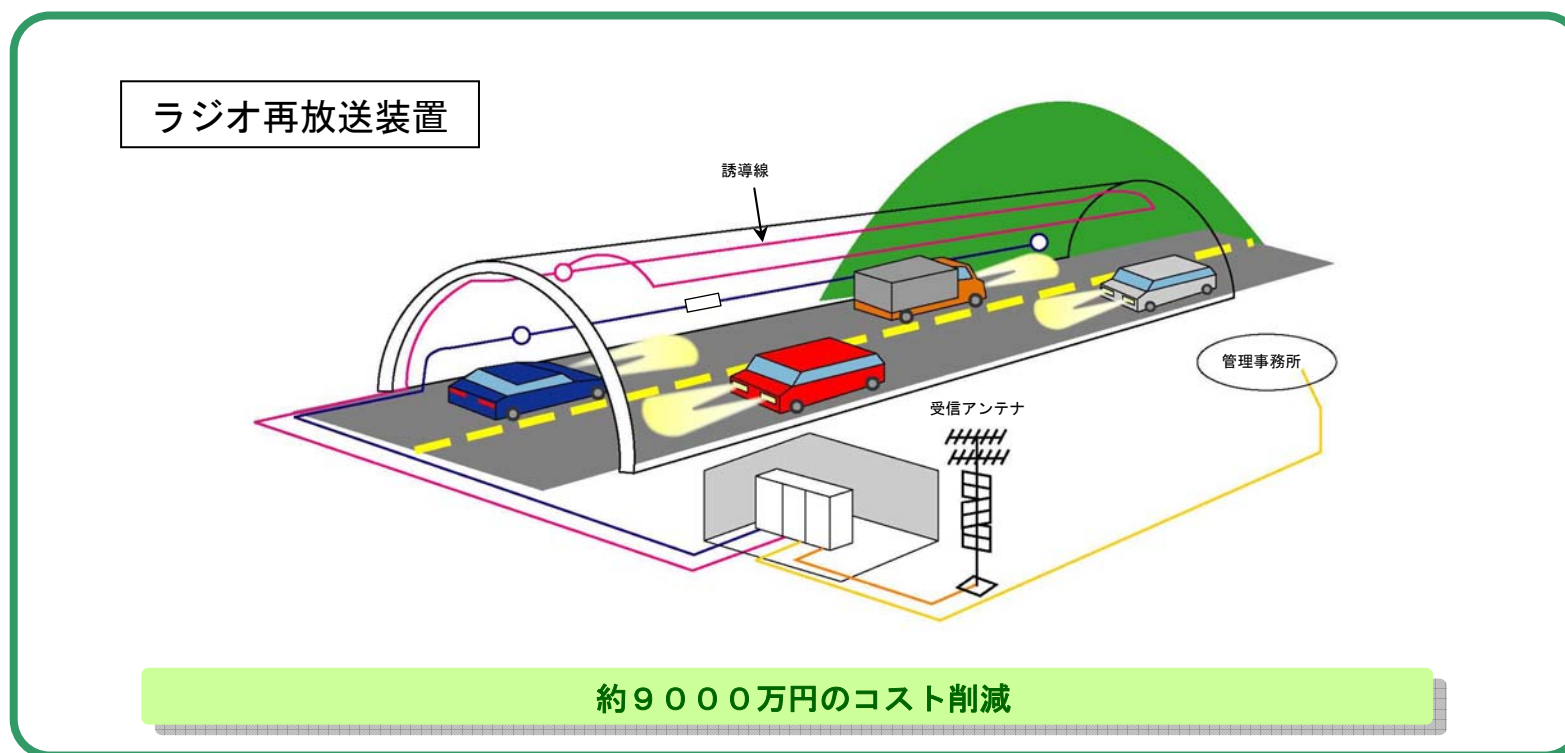 ラジオ再放送装置
誘導線
管理事務所
受信アンテナ
約９０００万円のコスト削減